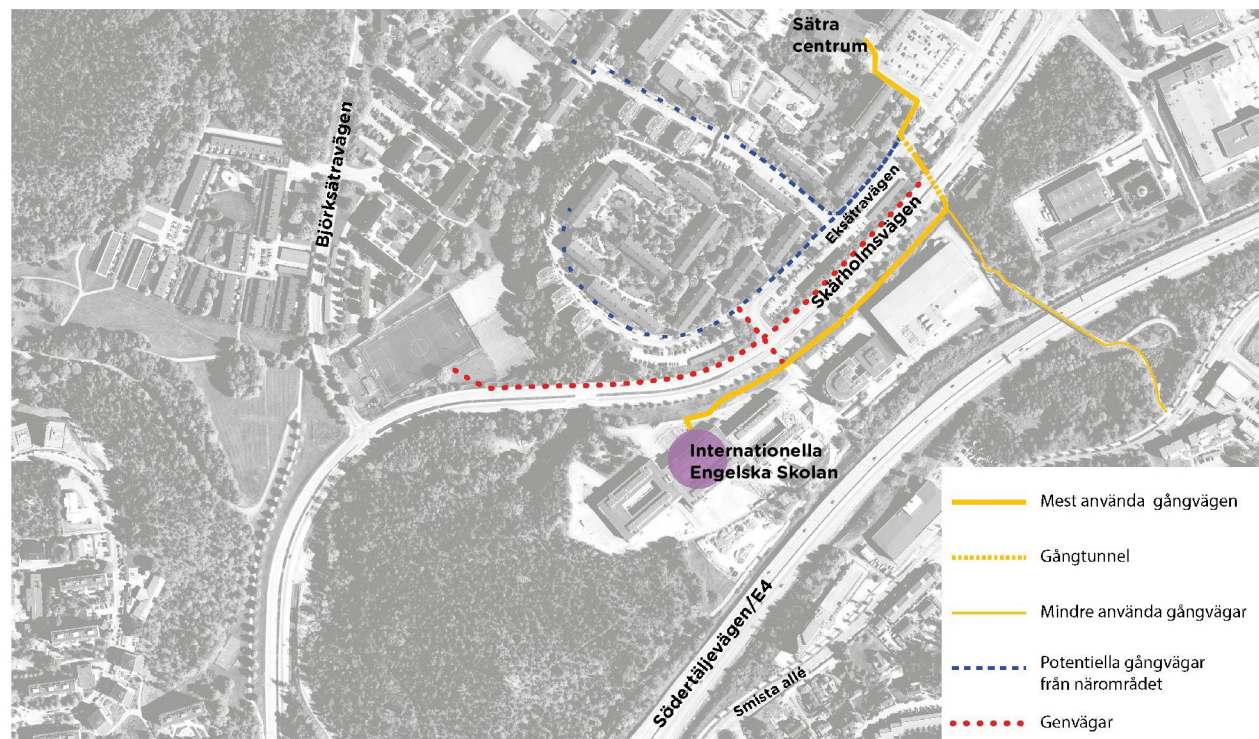 Sätra
centrum
Björksätravägen
Eksätravägen
Skärholmsvägen
Internationella
Engelska Skolan
Södertäljevägen/E4
Smista allé
Mest använda gångvägen
Gångtunnel
Mindre använda gångvägar
Potentiella gångvägar
från närområdet
Genvägar